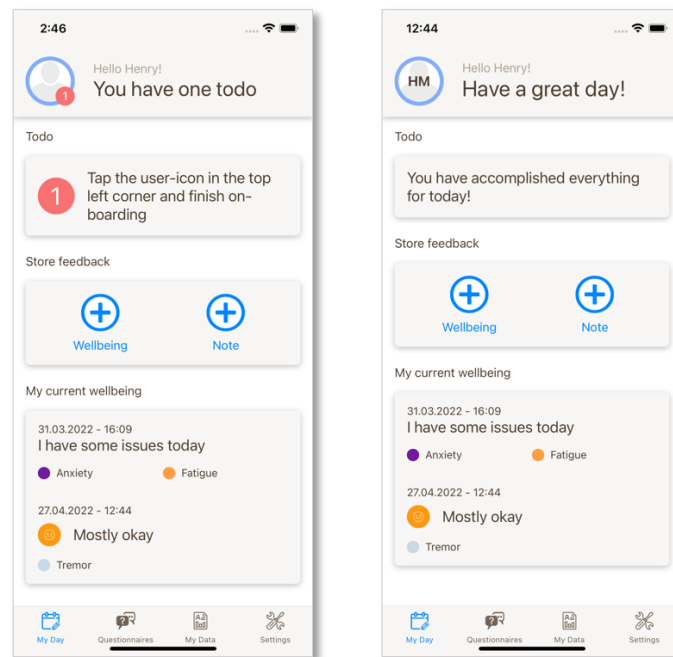 2:46
Hello Henry!
You have one todo
1
Todo
1
Tap the user-icon in the top
left corner and finish on-
boarding
Store feedback
Wellbeing
Note
My current wellbeing
31.03.2022 - 16:09
I have some issues today
Anxiety
Fatigue
27.04.2022 - 12:44
Mostly okay
Tremor
My Day
Questionnaires
My Data
Settings
12:44
HM
Hello Henry!
Have a great day!
Todo
You have accomplished everything
for today!
Store feedback
Wellbeing
Note
My current wellbeing
31.03.2022 - 16:09
I have some issues today
Anxiety
Fatigue
27.04.2022 - 12:44
Mostly okay
Tremor
My Day
Questionnaires
My Data
Settings